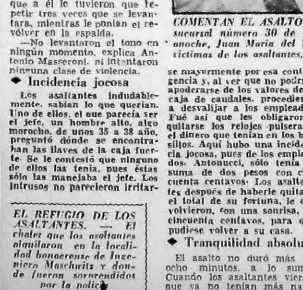 que a él le tuvieron que re-
petir tres veces que se levan-
tara, mientras le ponían el re-
vólver en la espalda.
—No levantaron el tono en
ningún momento, explica An-
tonio Masseroni. ni intentaron
ninguna clase de violencia.
◆ Incidencia jocosa
Los asaltantes indudable-
mente, sabían lo que querían.
Uno de ellos, el que parecía ser
el jefe, un hombre alto, algo
morocho, de unos 35 a 38 año,
preguntó dónde se encontra-
ban las llaves de la caja fuer-
te. Se le contestó que ninguno
de ellos las tenía, pues éstas
sólo las manejaba el jefe. Los
intrusos no parecieron irritar-
EL REFUGIO DE LOS
ASALTANTES. — El
chalet que los asaltantes
alquilaron en la locali-
dad bonaerense de Inge-
niero Maschwitz y don-
de fueron sorprendidos
por la policía
COMENTAN EL ASALTO
sucursal número 30 de
anoche, Juan María del
víctimas de los asaltantes,
se mayormente por esa cont
gencia y, al ver que no podr
apoderarse de los valores de
caja de caudales, procedie
a desvalijar a los emplead
Fué así que les obligaron
quitarse los relojes pulsera
el dinero que tenían en los b
sillos. Aquí hubo una incide
cia jocosa, pues de los emple
dos, Antonucci, sólo tenía
suma de dos pesos con c
cuenta centavos. Los asalta
tes después de haberle quita
el total de su fortuna, le d
volvieron, con una sonrisa,
cincuenta centavos, para q
pudiese volver a su casa.
◆ Tranquilidad absolu
El asalto no duró más
ocho minutos, a lo sum
Cuando los asaltantes vier
que ya no tenían más na